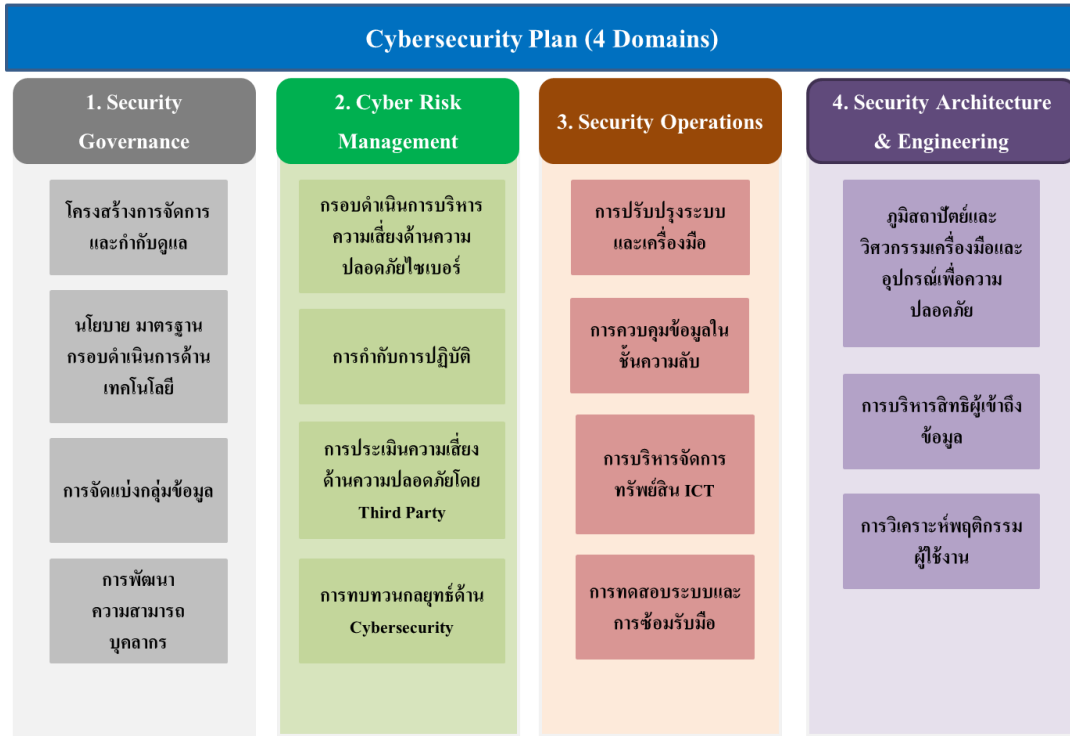 Cybersecurity Plan (4 Domains)
1. Security
Governance
โครงสร้างการจัดการ
และกำกับดูแล
นโยบาย มาตรฐาน
กรอบดำเนินการด้าน
เทคโนโลยี
การจัดแบ่งกลุ่มข้อมูล
การพัฒนา
ความสามารถ
บุคลากร
2. Cyber Risk
Management
กรอบดำเนินการบริหาร
ความเสี่ยงด้านความ
ปลอดภัยไซเบอร์
การกำกับการปฏิบัติ
การประเมินความเสี่ยง
ด้านความปลอดภัยโดย
Third Party
การทบทวนกลยุทธ์ด้าน
Cybersecurity
3. Security Operations
การปรับปรุงระบบ
และเครื่องมือ
การควบคุมข้อมูลใน
ชั้นความลับ
การบริหารจัดการ
ทรัพย์สิน ICT
การทดสอบระบบและ
การซ้อมรับมือ
4. Security Architecture
& Engineering
ภูมิสถาปัตย์และ
วิศวกรรมเครื่องมือและ
อุปกรณ์เพื่อความ
ปลอดภัย
การบริหารสิทธิผู้เข้าถึง
ข้อมูล
การวิเคราะห์พฤติกรรม
ผู้ใช้งาน